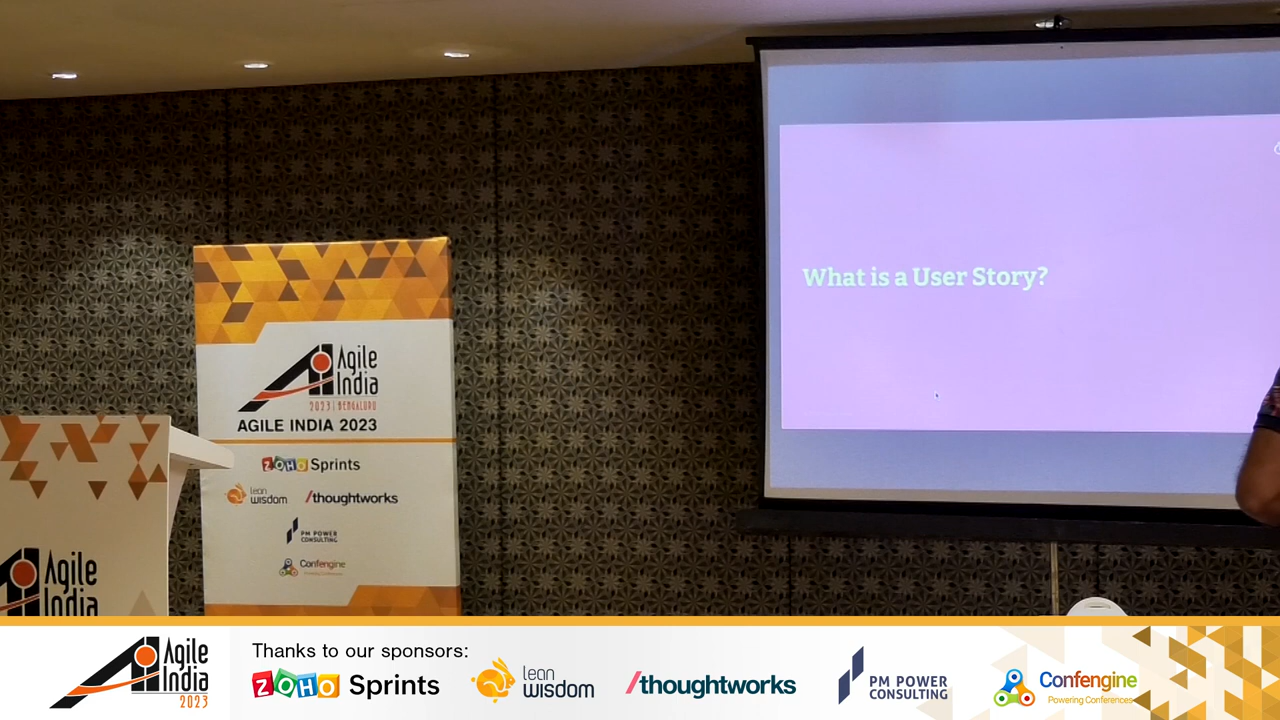 What is a User Story?
Agile
India
2023 | BENGALURU
AGILE INDIA 2023
ZOHO Sprints
lean
wisdom
/thoughtworks
PM POWER
CONSULTING
Confengine
Agile
India
Agile
India
2023
Thanks to our sponsors:
ZOHO Sprints
lean
wisdom
/thoughtworks
PM POWER
CONSULTING
Confengine
Powering Conferences